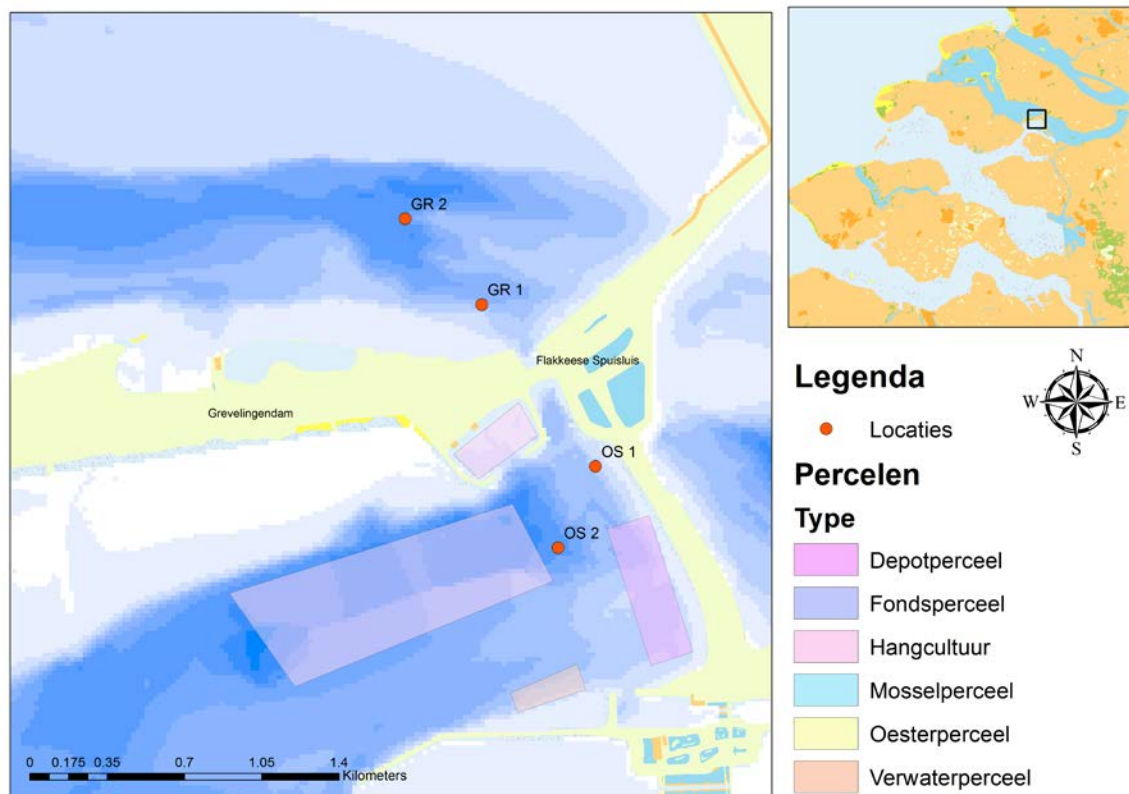 GR 2
GR 1
Flakkeese Spuisluis
Grevelingendam
OS 1
OS 2
0 0.175 0.35 0.7 1.05 1.4
Kilometers
Legenda
N
W E
S
Locaties
Percelen
Type
Depotperceel
Fondsperceel
Hangcultuur
Mosselperceel
Oesterperceel
Verwaterperceel